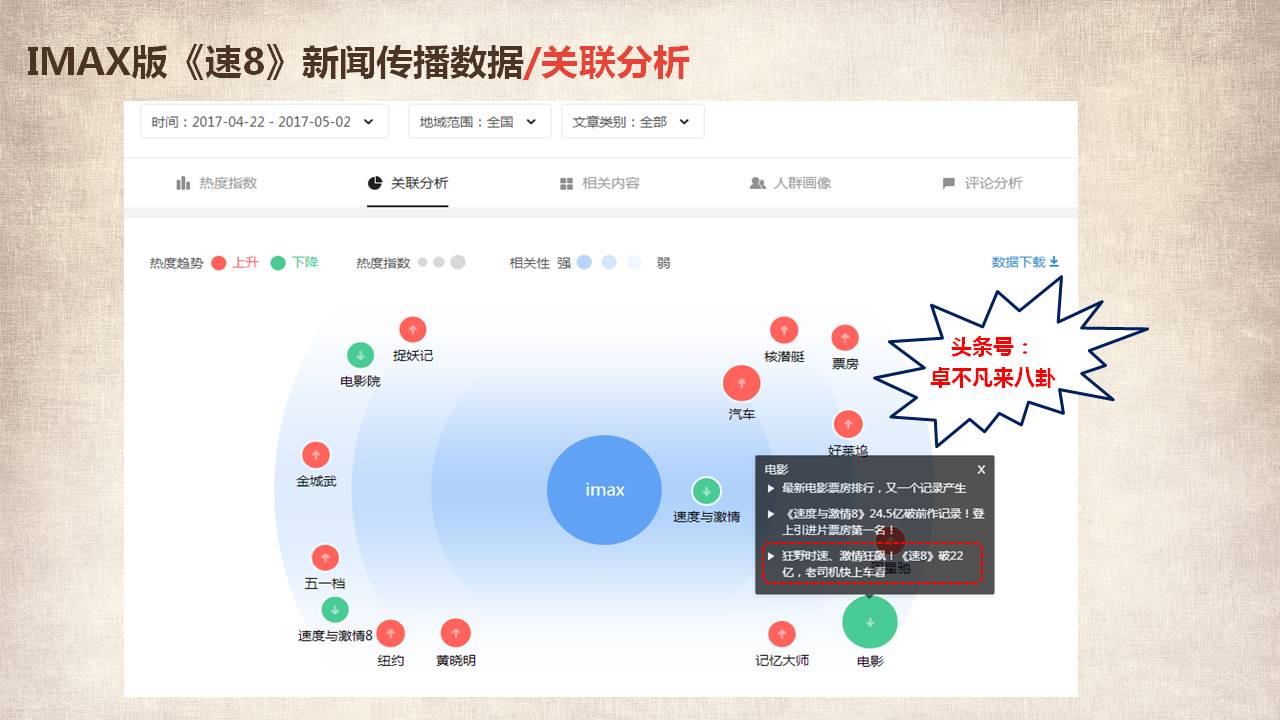 IMAX版《速8》新闻传播数据/关联分析
时间：2017-04-22 - 2017-05-02
地域范围：全国
文章类别：全部
热度指数
关联分析
相关内容
人群画像
评论分析
热度趋势 上升 下降
热度指数
相关性 强 弱
数据下载
头条号：
卓不凡来八卦
捉妖记
电影院
核潜艇
票房
汽车
好莱坞
金城武
imax
速度与激情
电影 X
最新电影票房排行，又一个记录产生
《速度与激情8》24.5亿破前作记录！登
上引进片票房第一名！
狂野时速、激情狂飙！《速8》破22
亿，老司机快上车看
五一档
速度与激情8
纽约
黄晓明
记忆大师
电影